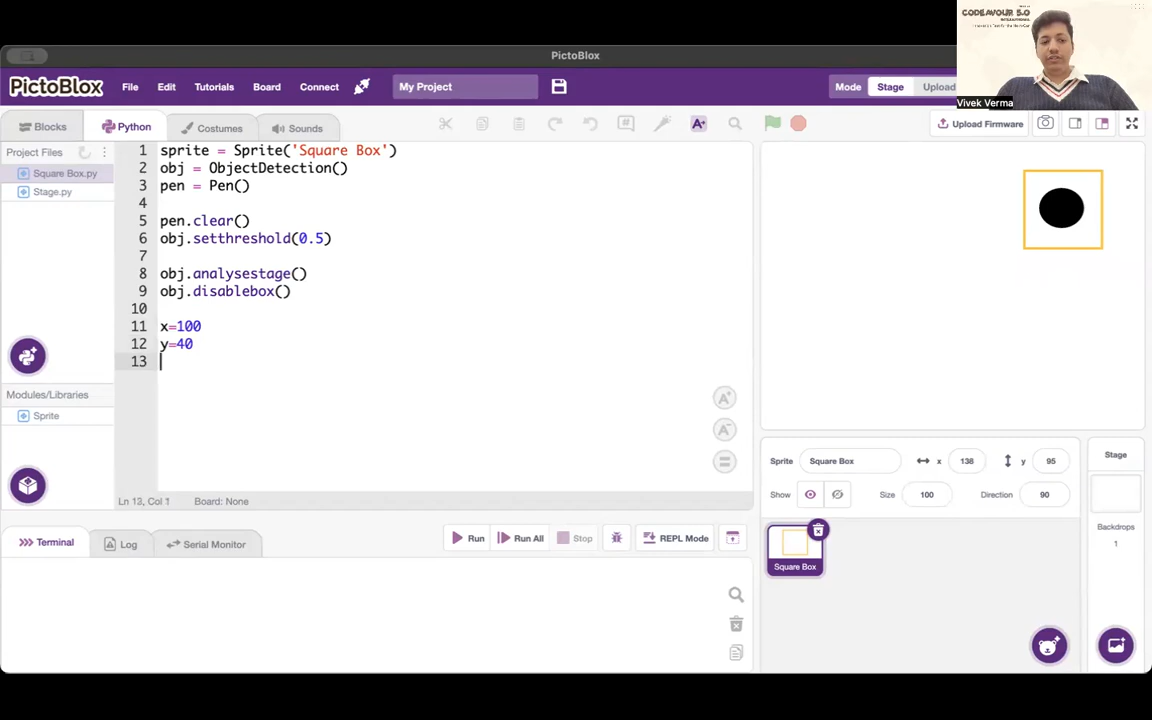 CODEAVOUR 5.0
PictoBlox
PictoBlox File Edit Tutorials Board Connect My Project Mode Stage Upload
Vivek Verma
Blocks Python Costumes Sounds Upload Firmware
Project Files
Square Box.py
Stage.py
1 sprite = Sprite('Square Box')
2 obj = ObjectDetection()
3 pen = Pen()
4
5 pen.clear()
6 obj.setthreshold(0.5)
7
8 obj.analysestage()
9 obj.disablebox()
10
11 x=100
12 y=40
13
Modules/Libraries
Sprite
Ln 13, Col 1 Board: None
Sprite Square Box x 138 y 95
Show Size 100 Direction 90
Square Box
Stage
Backdrops
1
Terminal Log Serial Monitor Run Run All Stop REPL Mode